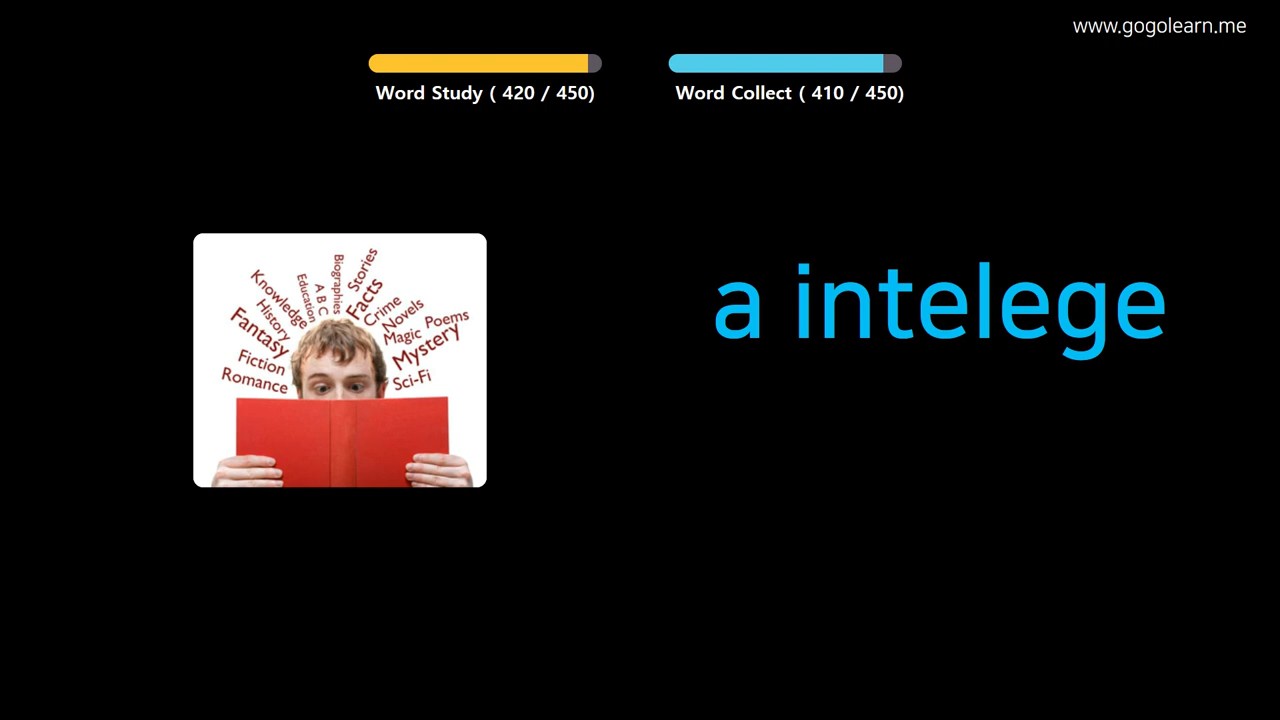 www.gogolearn.me
Word Study ( 420 / 450)
Word Collect ( 410 / 450)
a intelege
Knowledge
History
Fantasy
Fiction
Romance
Education
A B C
Biographies
Stories
Facts
Crime
Novels
Magic
Poems
Mystery
Sci-Fi